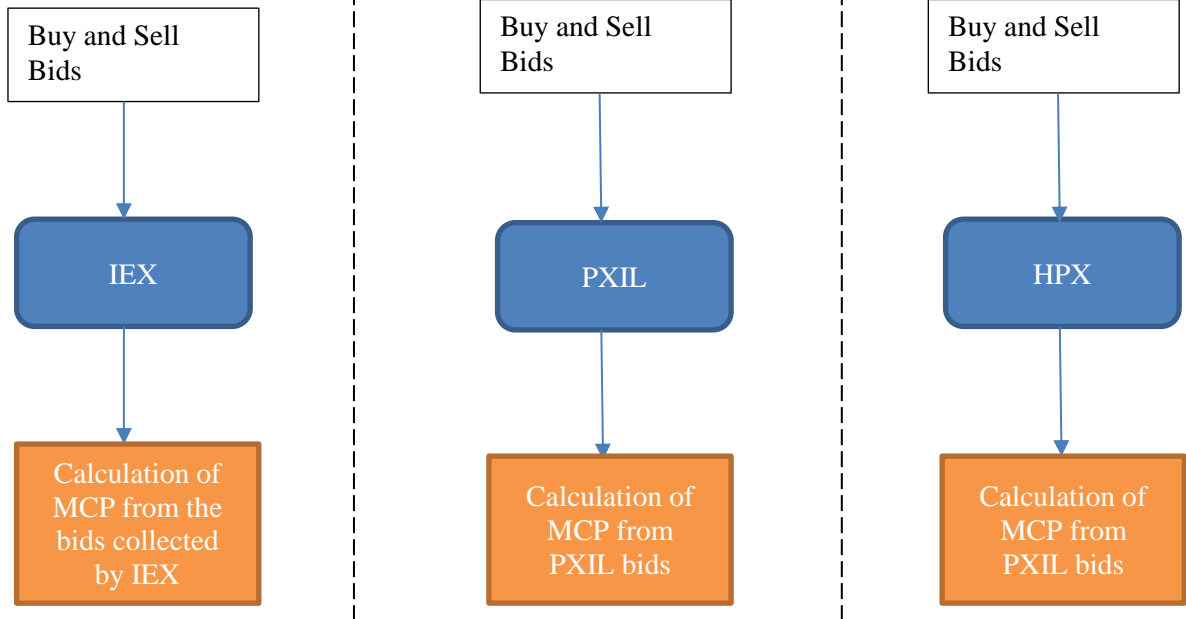 Buy and Sell
Bids
IEX
Calculation of
MCP from the
bids collected
by IEX
Buy and Sell
Bids
PXIL
Calculation of
MCP from
PXIL bids
Buy and Sell
Bids
HPX
Calculation of
MCP from
PXIL bids